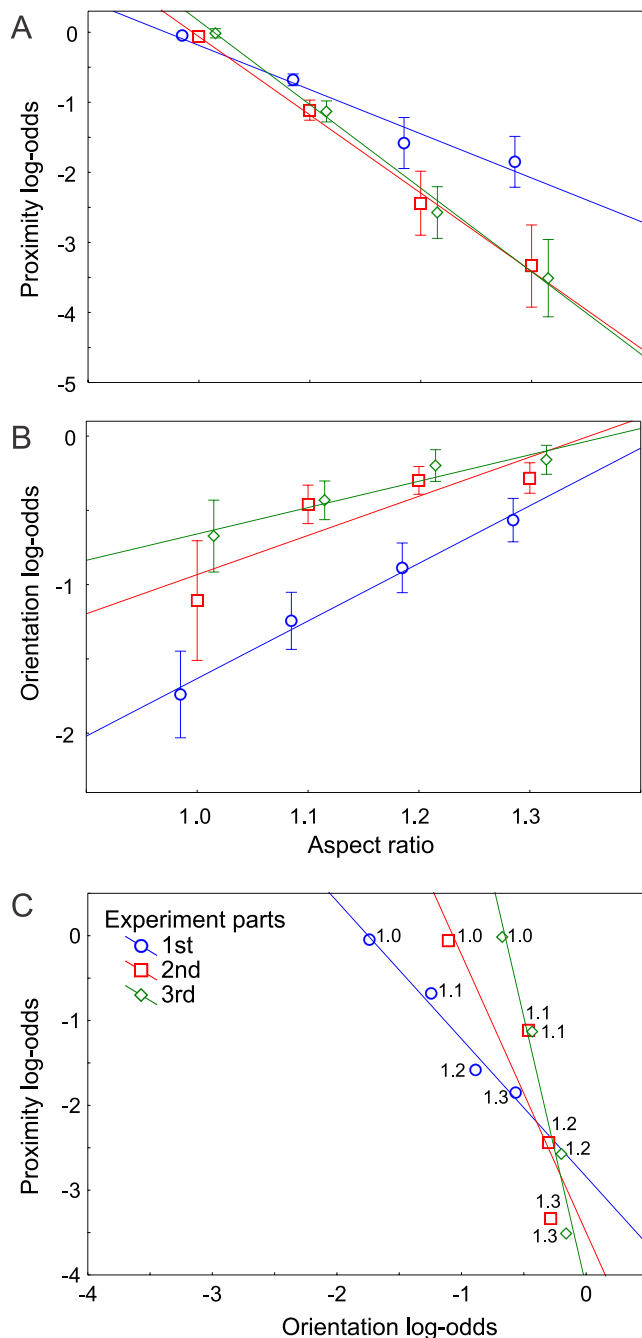 A
0
-1
-2
-3
-4
-5
Proximity log-odds
B
0
-1
-2
Orientation log-odds
1.0 1.1 1.2 1.3
Aspect ratio
C
Experiment parts
1st
2nd
3rd
0
-1
-2
-3
-4
Proximity log-odds
1.0 1.0 1.0
1.1 1.1
1.1
1.2 1.2
1.3 1.2
1.3
1.3
-4 -3 -2 -1 0
Orientation log-odds